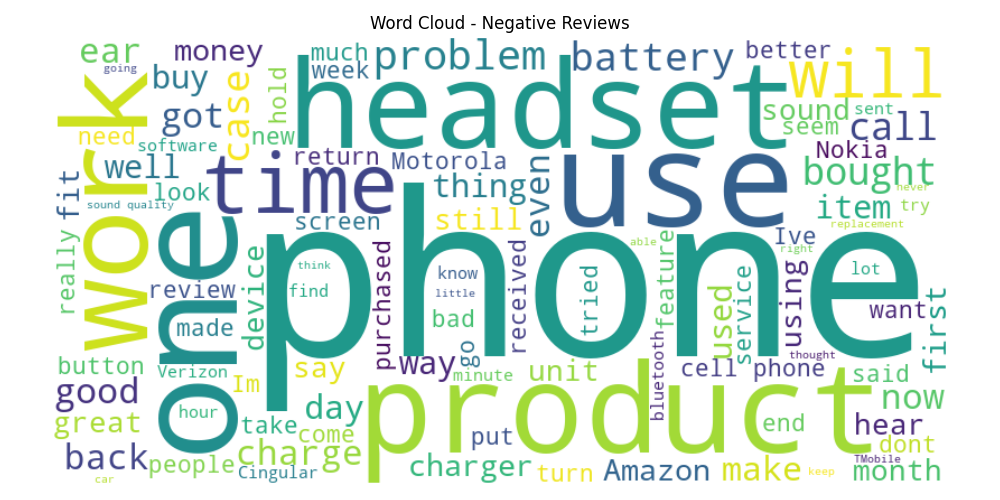 Word Cloud - Negative Reviews
ear
going
money
much
week
problem
battery
better
will
buy
case
hold
headset
got
sound
sent
seem
call
need
software
new
work
well
return
Motorola
time
thing
even
use
Nokia
bought
never
look
fit
sound quality
screen
still
item
try
replacement
one
phone
really
device
think
purchased
know
received
able
Ive
right
review
find
little
tried
feature
lot
want
made
bad
go
bluetooth
used
service
using
first
button
Verizon
Im
say
way
minute
unit
cell phone
thought
said
good
hour
day
product
now
great
take
come
put
end
hear
dont
back
people
Cingular
charge
charger
turn
Amazon
make
keep
TMobile
month
car